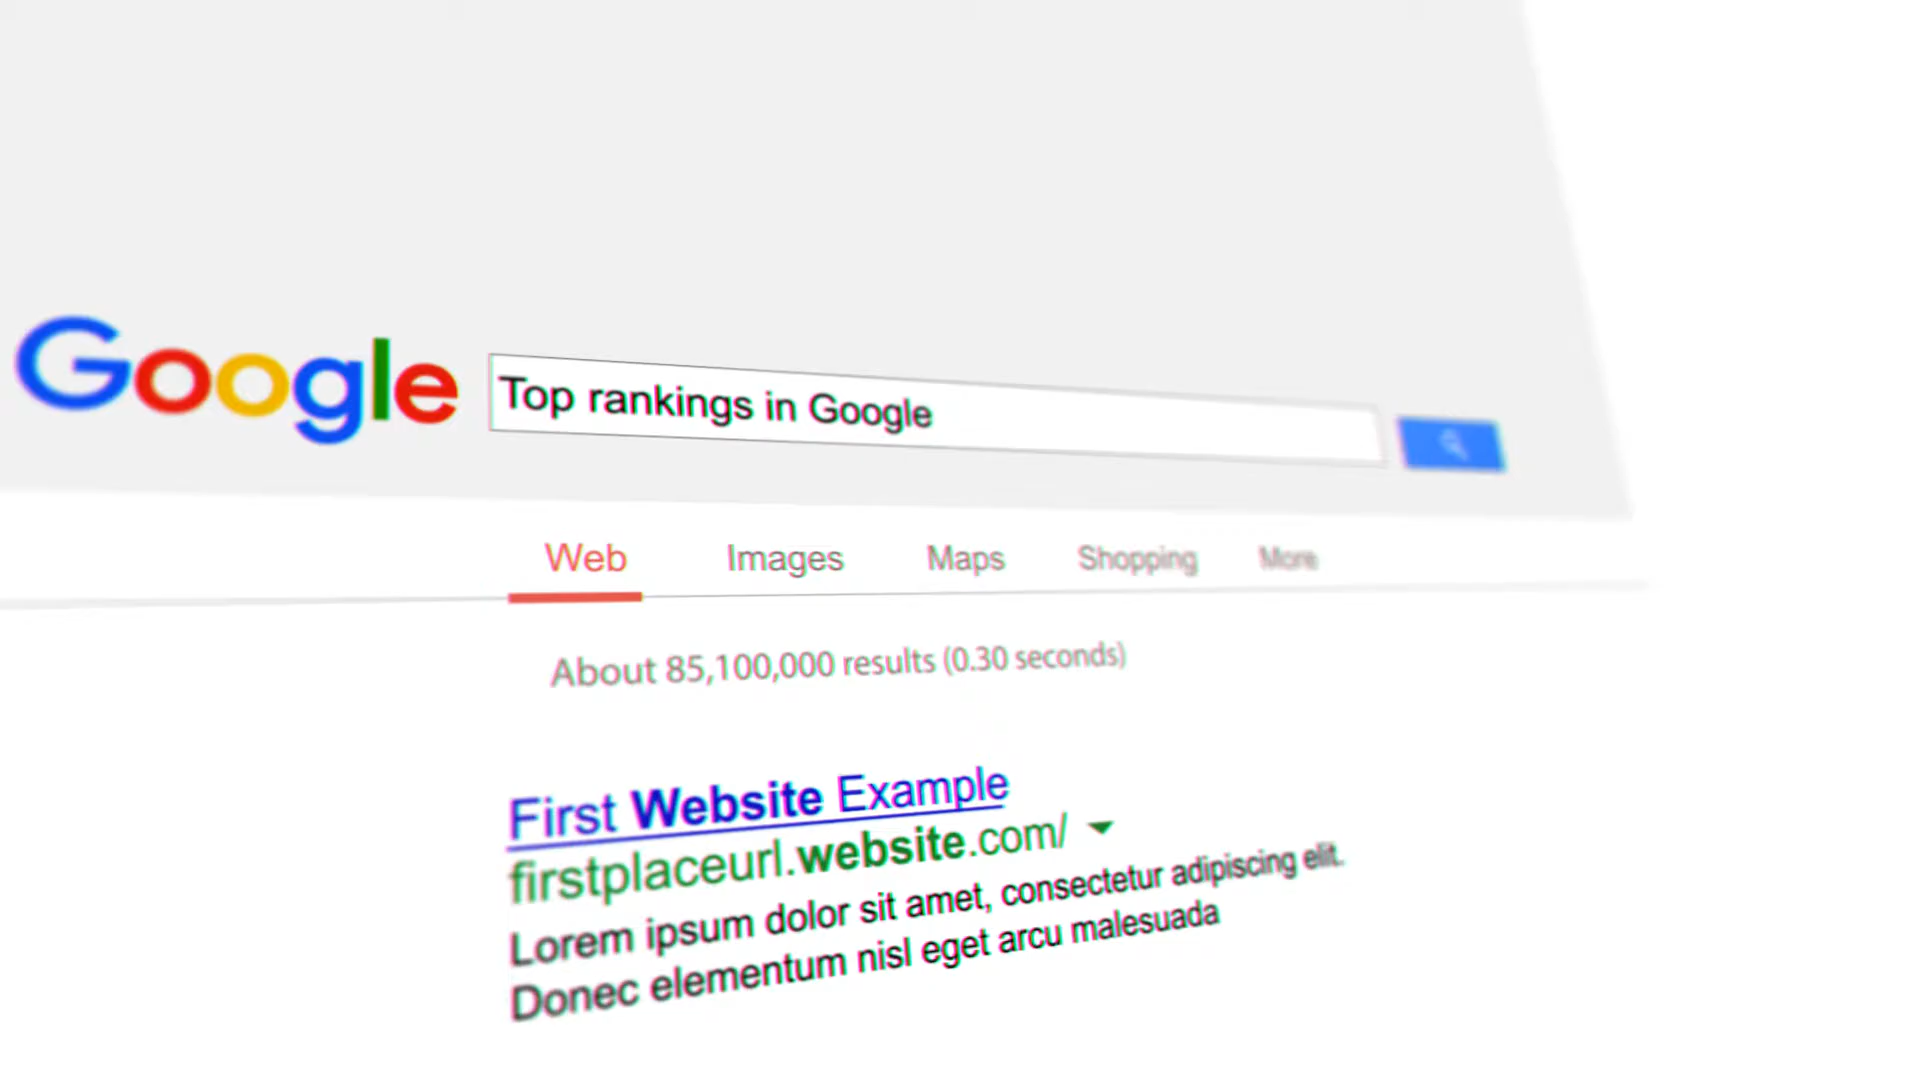 Google
Top rankings in Google
Web Images Maps Shopping More
About 85,100,000 results (0.30 seconds)
First Website Example
firstplaceurl.website.com/
Lorem ipsum dolor sit amet, consectetur adipiscing elit.
Donec elementum nisl eget arcu malesuada